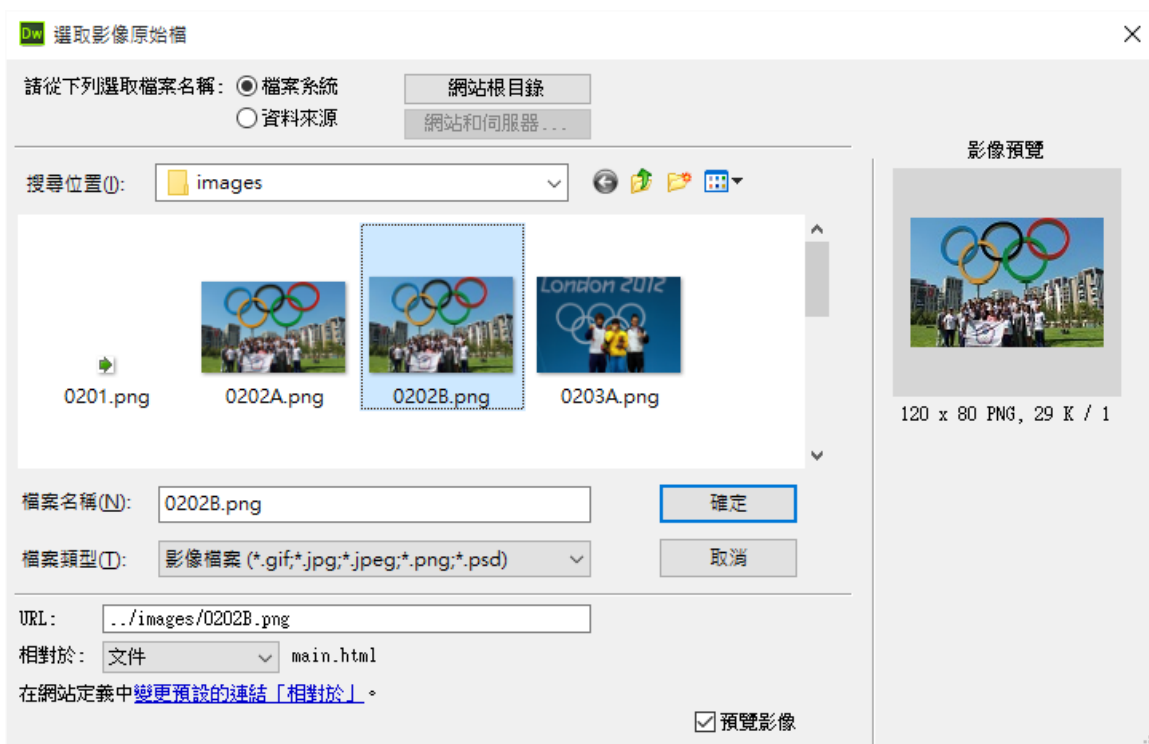 Dw 選取影像原始檔
請從下列選取檔案名稱: 檔案系統 網站根目錄
資料來源 網站和伺服器...
影像預覽
搜尋位置(I): images
London 2012
0201.png 0202A.png 0202B.png 0203A.png
120 x 80 PNG, 29 K / 1
檔案名稱(N): 0202B.png 確定
檔案類型(T): 影像檔案 (*.gif;*.jpg;*.jpeg;*.png;*.psd) 取消
URL: ../images/0202B.png
相對於: 文件 main.html
在網站定義中變更預設的連結「相對於」。
預覽影像